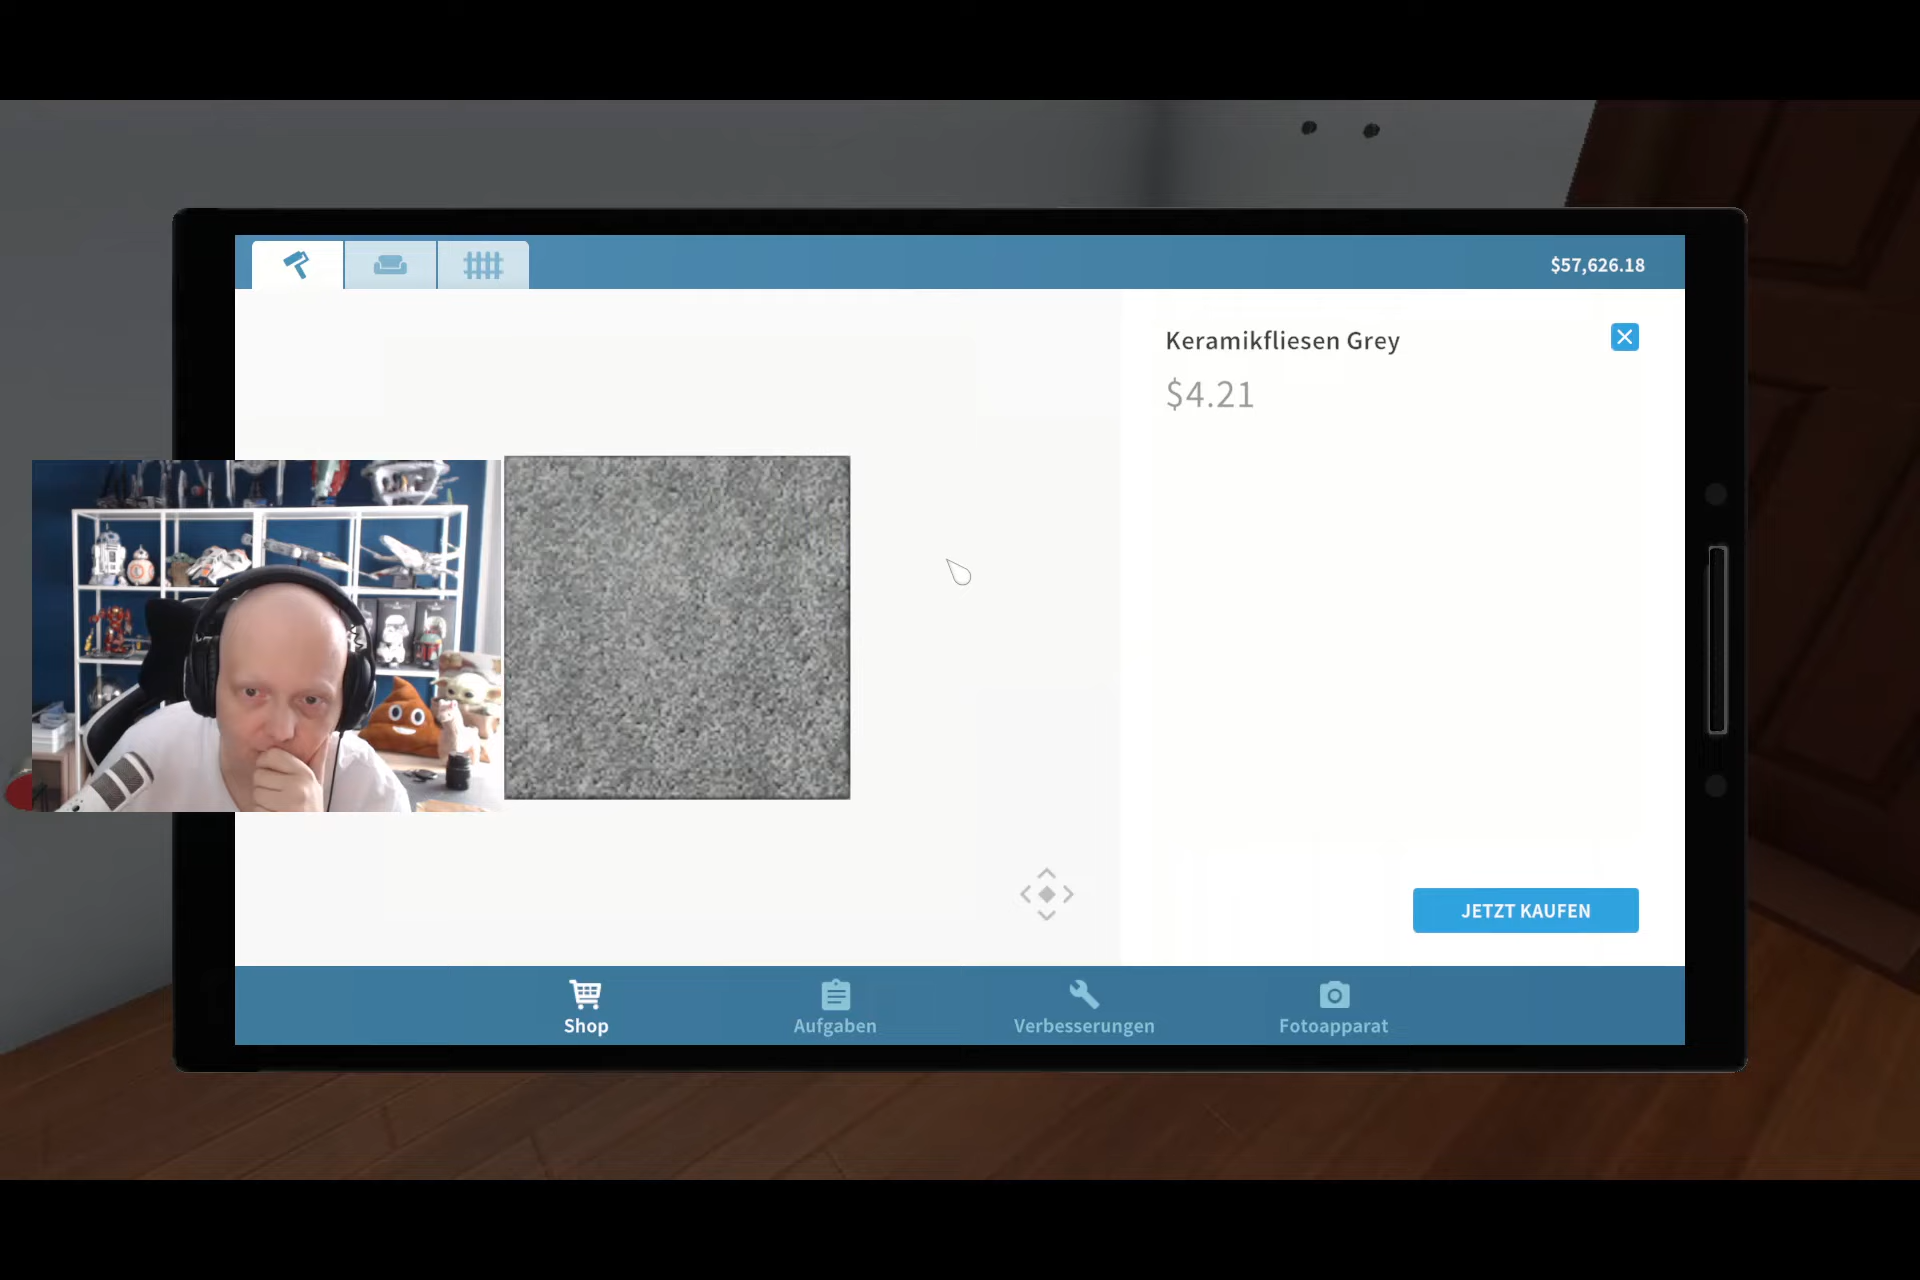 $57,626.18
Keramikfliesen Grey
$4.21
JETZT KAUFEN
Shop
Aufgaben
Verbesserungen
Fotoapparat